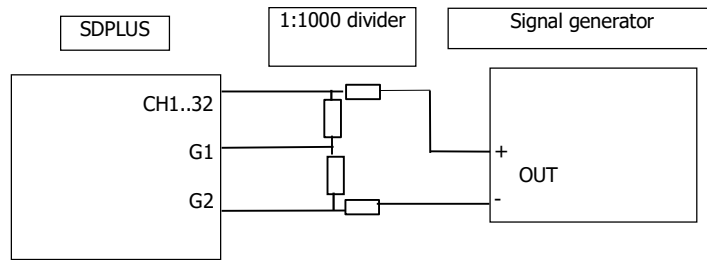 SDPLUS
1:1000 divider
Signal generator
CH1..32
G1
G2
+
OUT
-